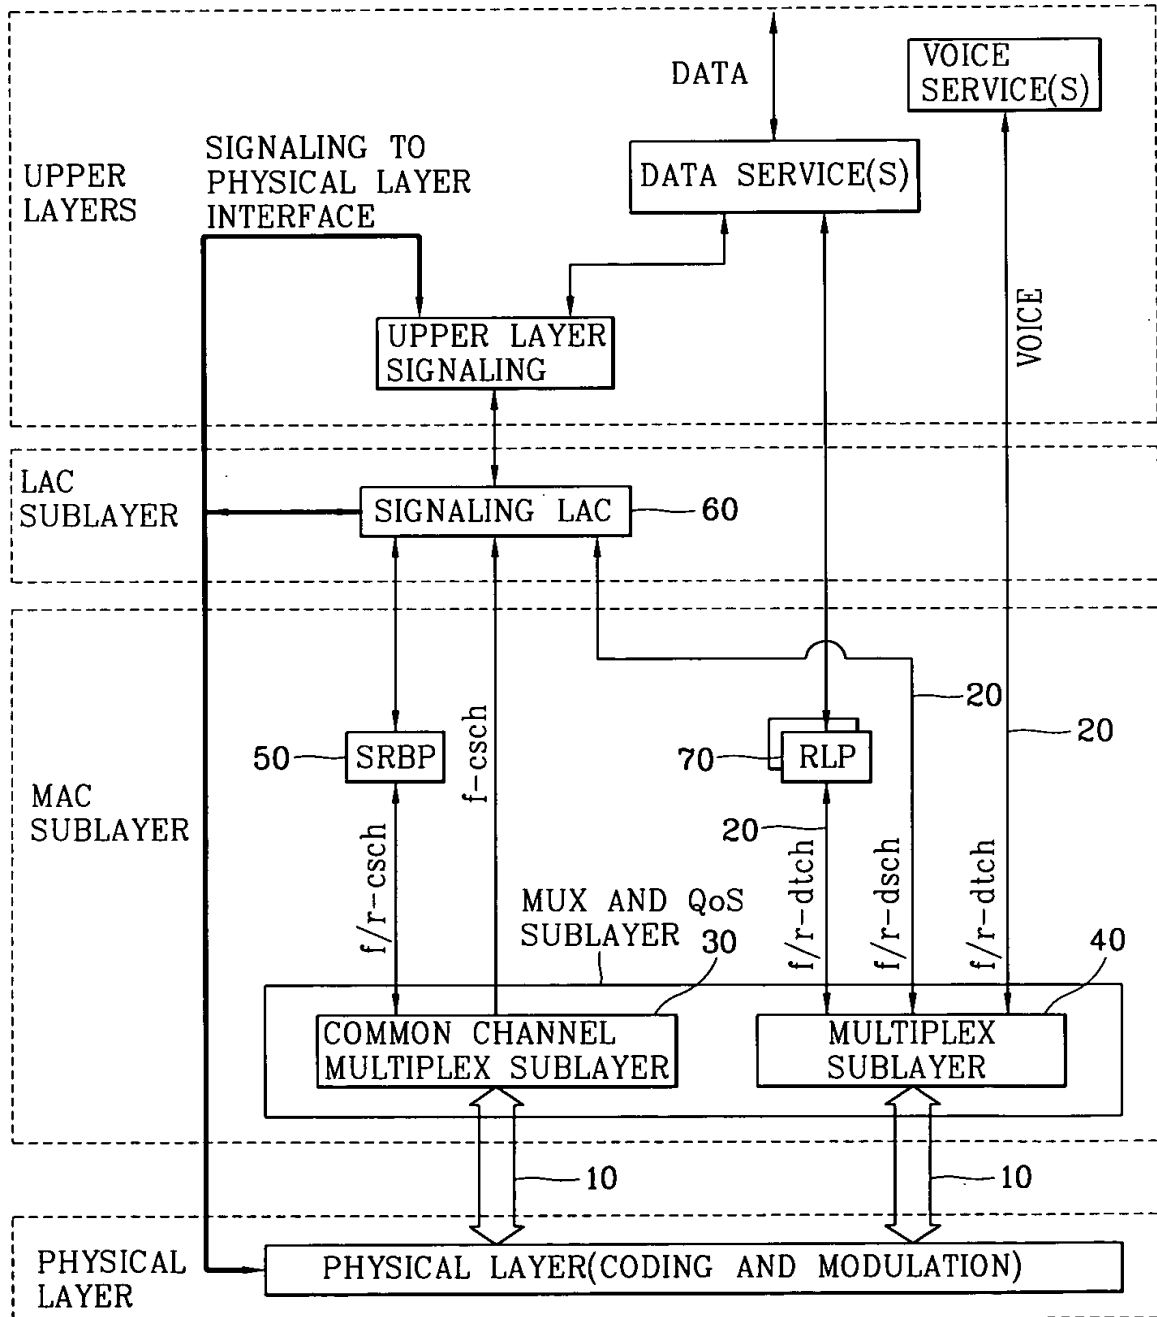 DATA
VOICE
SERVICE(S)
SIGNALING TO
PHYSICAL LAYER
INTERFACE
UPPER
LAYERS
DATA SERVICE(S)
VOICE
UPPER LAYER
SIGNALING
LAC
SUBLAYER
SIGNALING LAC
60
20
20
50
SRBP
f-csch
70
RLP
MAC
SUBLAYER
20
f/r-csch
f/r-dtch
f/r-dsch
f/r-dtch
MUX AND QoS
SUBLAYER
30
40
COMMON CHANNEL
MULTIPLEX SUBLAYER
MULTIPLEX
SUBLAYER
10
10
PHYSICAL
LAYER
PHYSICAL LAYER(CODING AND MODULATION)